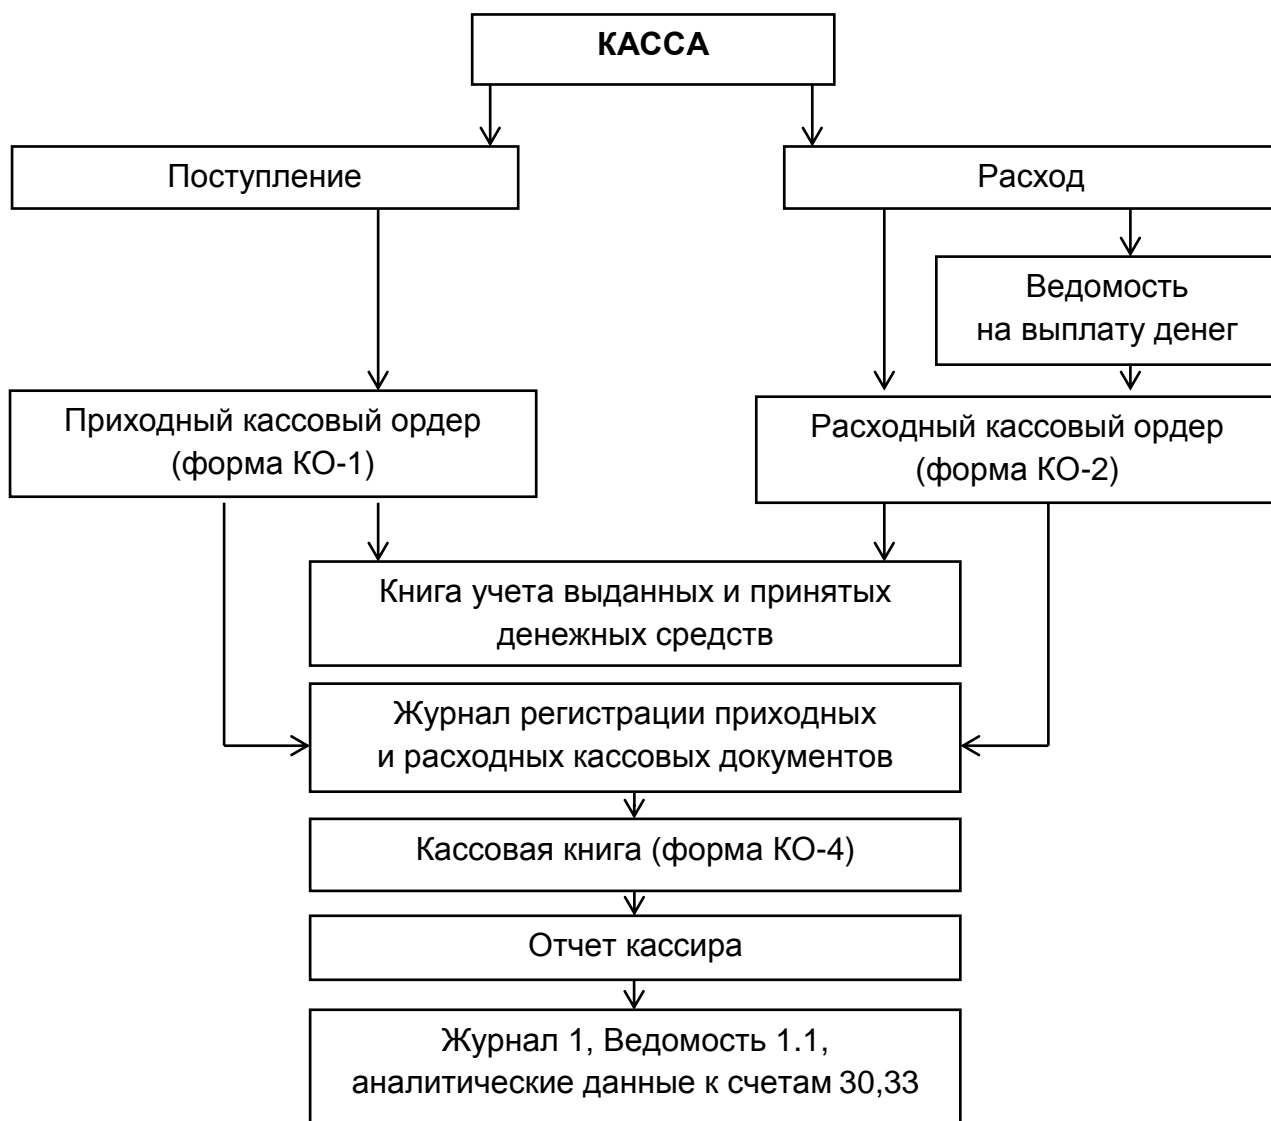 КАССА
Поступление
Расход
Ведомость
на выплату денег
Приходный кассовый ордер
(форма КО-1)
Расходный кассовый ордер
(форма КО-2)
Книга учета выданных и принятых
денежных средств
Журнал регистрации приходных
и расходных кассовых документов
Кассовая книга (форма КО-4)
Отчет кассира
Журнал 1, Ведомость 1.1,
аналитические данные к счетам 30,33